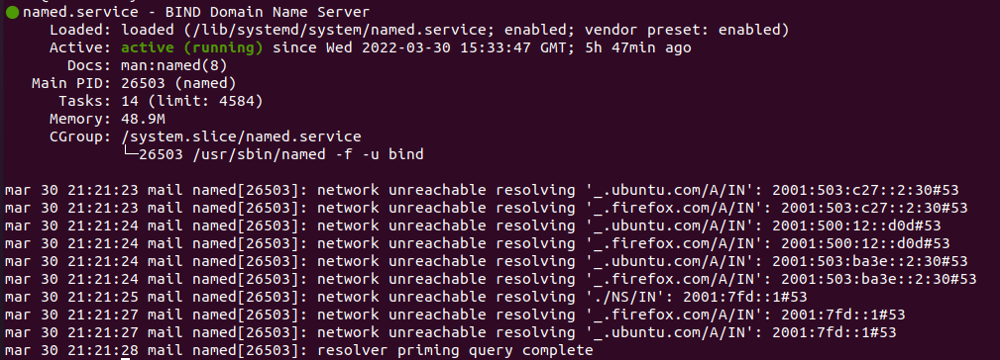 named.service - BIND Domain Name Server
Loaded: loaded (/lib/systemd/system/named.service; enabled; vendor preset: enabled)
Active: active (running) since Wed 2022-03-30 15:33:47 GMT; 5h 47min ago
Docs: man:named(8)
Main PID: 26503 (named)
Tasks: 14 (limit: 4584)
Memory: 48.9M
CGroup: /system.slice/named.service
└─26503 /usr/sbin/named -f -u bind
mar 30 21:21:23 mail named[26503]: network unreachable resolving '_.ubuntu.com/A/IN': 2001:503:c27::2:30#53
mar 30 21:21:23 mail named[26503]: network unreachable resolving '_.firefox.com/A/IN': 2001:503:c27::2:30#53
mar 30 21:21:24 mail named[26503]: network unreachable resolving '_.ubuntu.com/A/IN': 2001:500:12::d0d#53
mar 30 21:21:24 mail named[26503]: network unreachable resolving '_.firefox.com/A/IN': 2001:500:12::d0d#53
mar 30 21:21:24 mail named[26503]: network unreachable resolving '_.ubuntu.com/A/IN': 2001:503:ba3e::2:30#53
mar 30 21:21:24 mail named[26503]: network unreachable resolving '_.firefox.com/A/IN': 2001:503:ba3e::2:30#53
mar 30 21:21:25 mail named[26503]: network unreachable resolving './NS/IN': 2001:7fd::1#53
mar 30 21:21:27 mail named[26503]: network unreachable resolving '_.firefox.com/A/IN': 2001:7fd::1#53
mar 30 21:21:27 mail named[26503]: network unreachable resolving '_.ubuntu.com/A/IN': 2001:7fd::1#53
mar 30 21:21:28 mail named[26503]: resolver priming query complete